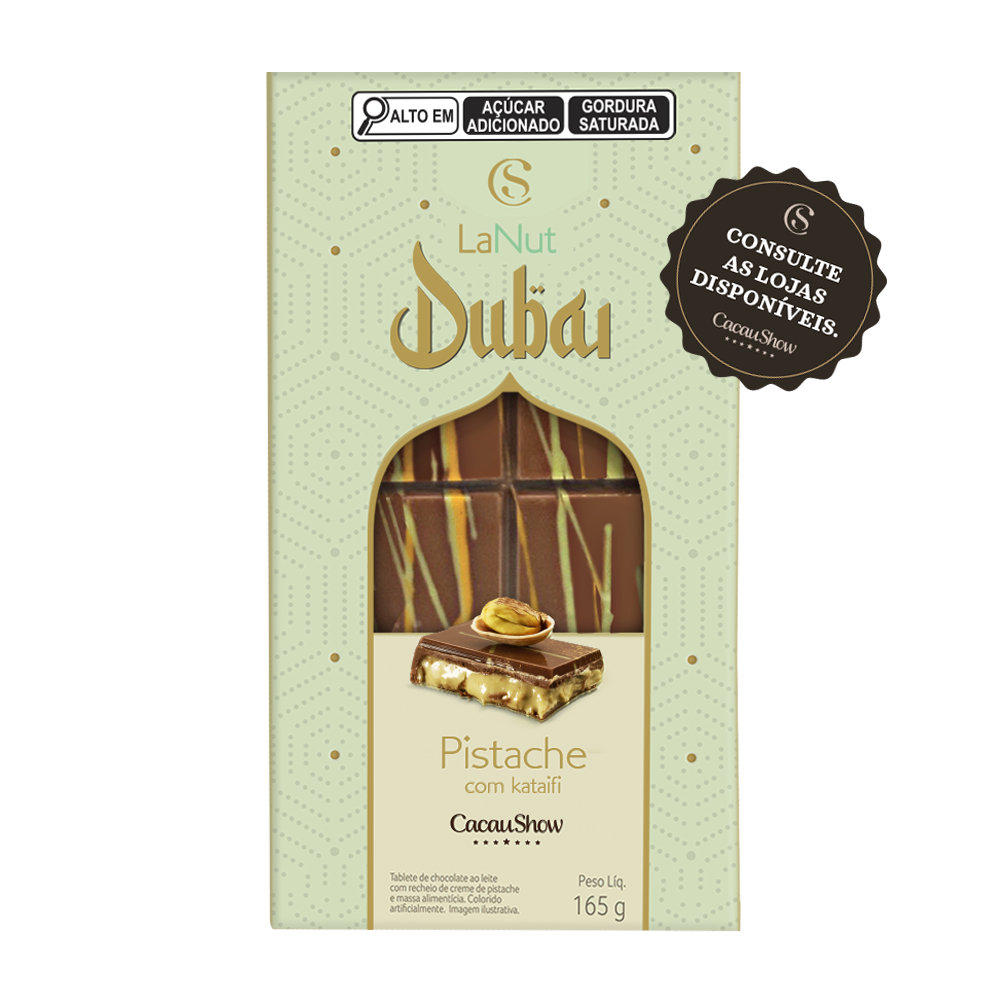 ALTO EM
AÇÚCAR
ADICIONADO
GORDURA
SATURADA
CS
LaNut
Dubai
CS
CONSULTE
AS LOJAS
DISPONÍVEIS.
CacauShow
Pistache
com kataifi
CacauShow
Tablete de chocolate ao leite
com recheio de creme de pistache
e massa alimentícia. Colorido
artificialmente. Imagem ilustrativa.
Peso Líq.
165 g